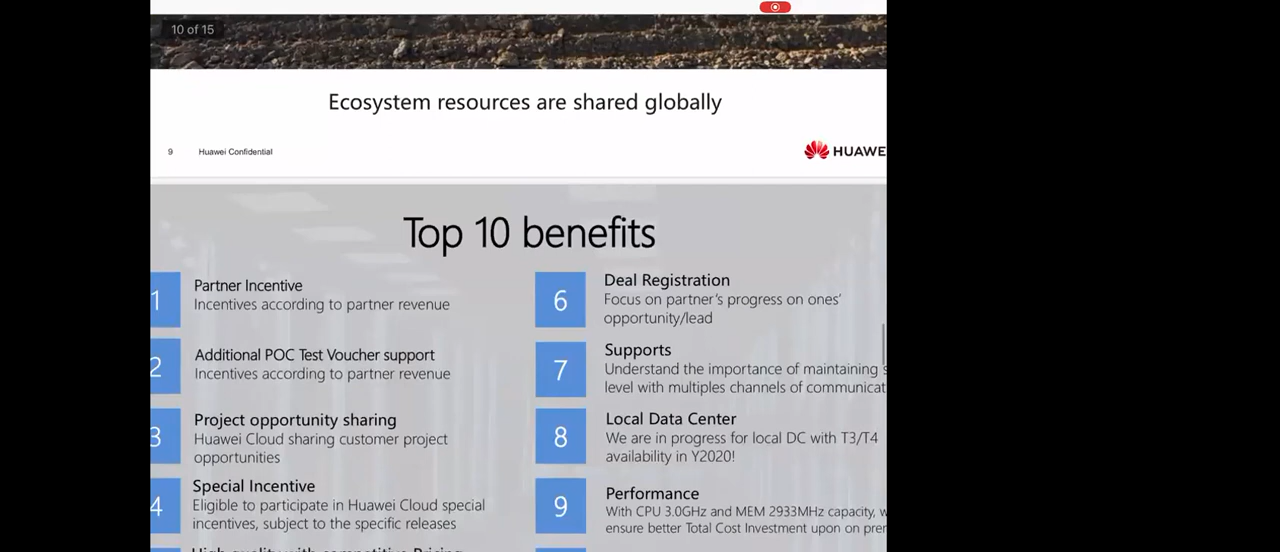 10 of 15
Ecosystem resources are shared globally
9 Huawei Confidential
HUAWE
Top 10 benefits
1 Partner Incentive
Incentives according to partner revenue
2 Additional POC Test Voucher support
Incentives according to partner revenue
3 Project opportunity sharing
Huawei Cloud sharing customer project
opportunities
4 Special Incentive
Eligible to participate in Huawei Cloud special
incentives, subject to the specific releases
High quality with competitive Pricing
6 Deal Registration
Focus on partner's progress on ones'
opportunity/lead
7 Supports
Understand the importance of maintaining s
level with multiples channels of communicat
8 Local Data Center
We are in progress for local DC with T3/T4
availability in Y2020!
9 Performance
With CPU 3.0GHz and MEM 2933MHz capacity, w
ensure better Total Cost Investment upon on prer